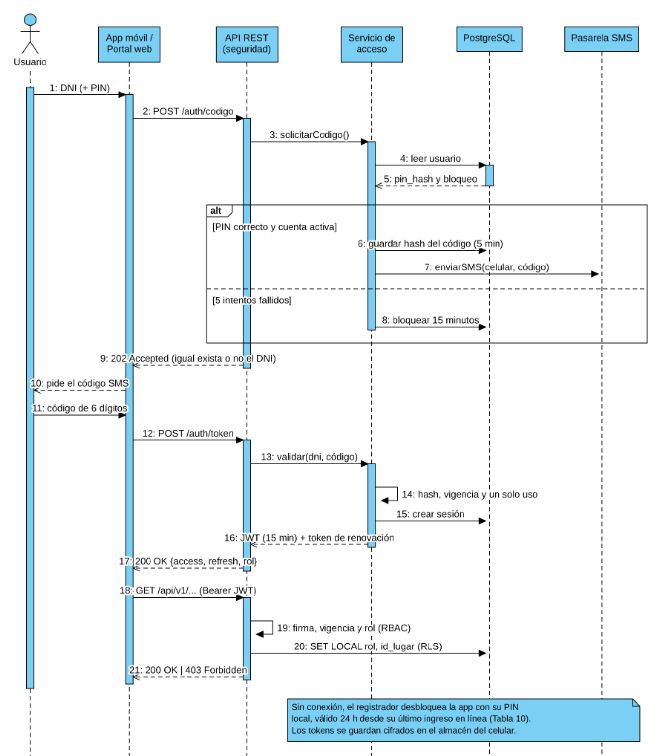 Usuario
App móvil /
Portal web
API REST
(seguridad)
Servicio de
acceso
PostgreSQL
Pasarela SMS
1: DNI (+ PIN)
2: POST /auth/codigo
3: solicitarCodigo()
4: leer usuario
5: pin_hash y bloqueo
alt
[PIN correcto y cuenta activa]
6: guardar hash del código (5 min)
7: enviarSMS(celular, código)
[5 intentos fallidos]
8: bloquear 15 minutos
9: 202 Accepted (igual exista o no el DNI)
10: pide el código SMS
11: código de 6 dígitos
12: POST /auth/token
13: validar(dni, código)
14: hash, vigencia y un solo uso
15: crear sesión
16: JWT (15 min) + token de renovación
17: 200 OK {access, refresh, rol}
18: GET /api/v1/... (Bearer JWT)
19: firma, vigencia y rol (RBAC)
20: SET LOCAL rol, id_lugar (RLS)
21: 200 OK | 403 Forbidden
Sin conexión, el registrador desbloquea la app con su PIN
local, válido 24 h desde su último ingreso en línea (Tabla 10).
Los tokens se guardan cifrados en el almacén del celular.